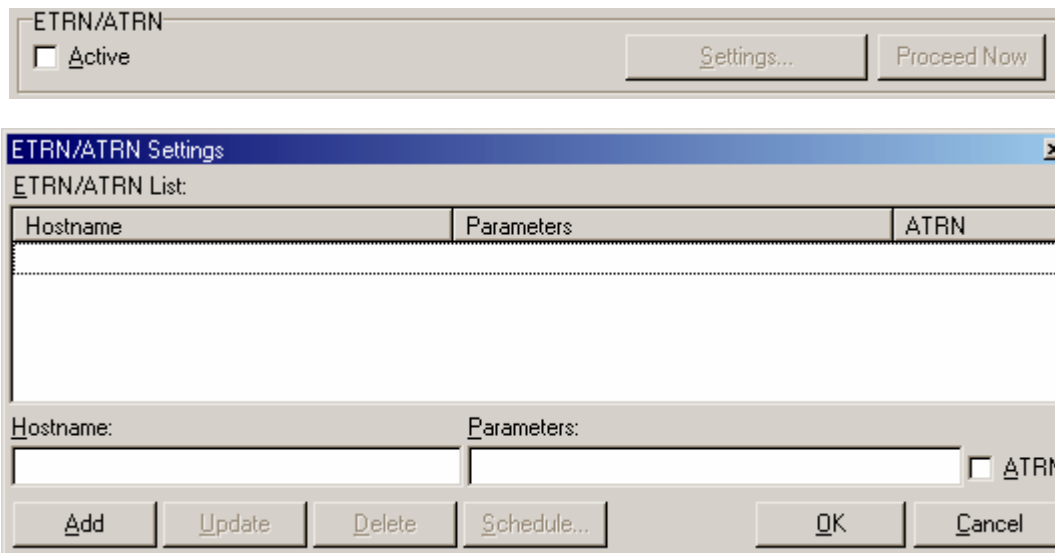 ETRN/ATRN
Active Settings... Proceed Now
ETRN/ATRN Settings
ETRN/ATRN List:
Hostname Parameters ATRN
Hostname: Parameters:
ATRN
Add Update Delete Schedule... OK Cancel